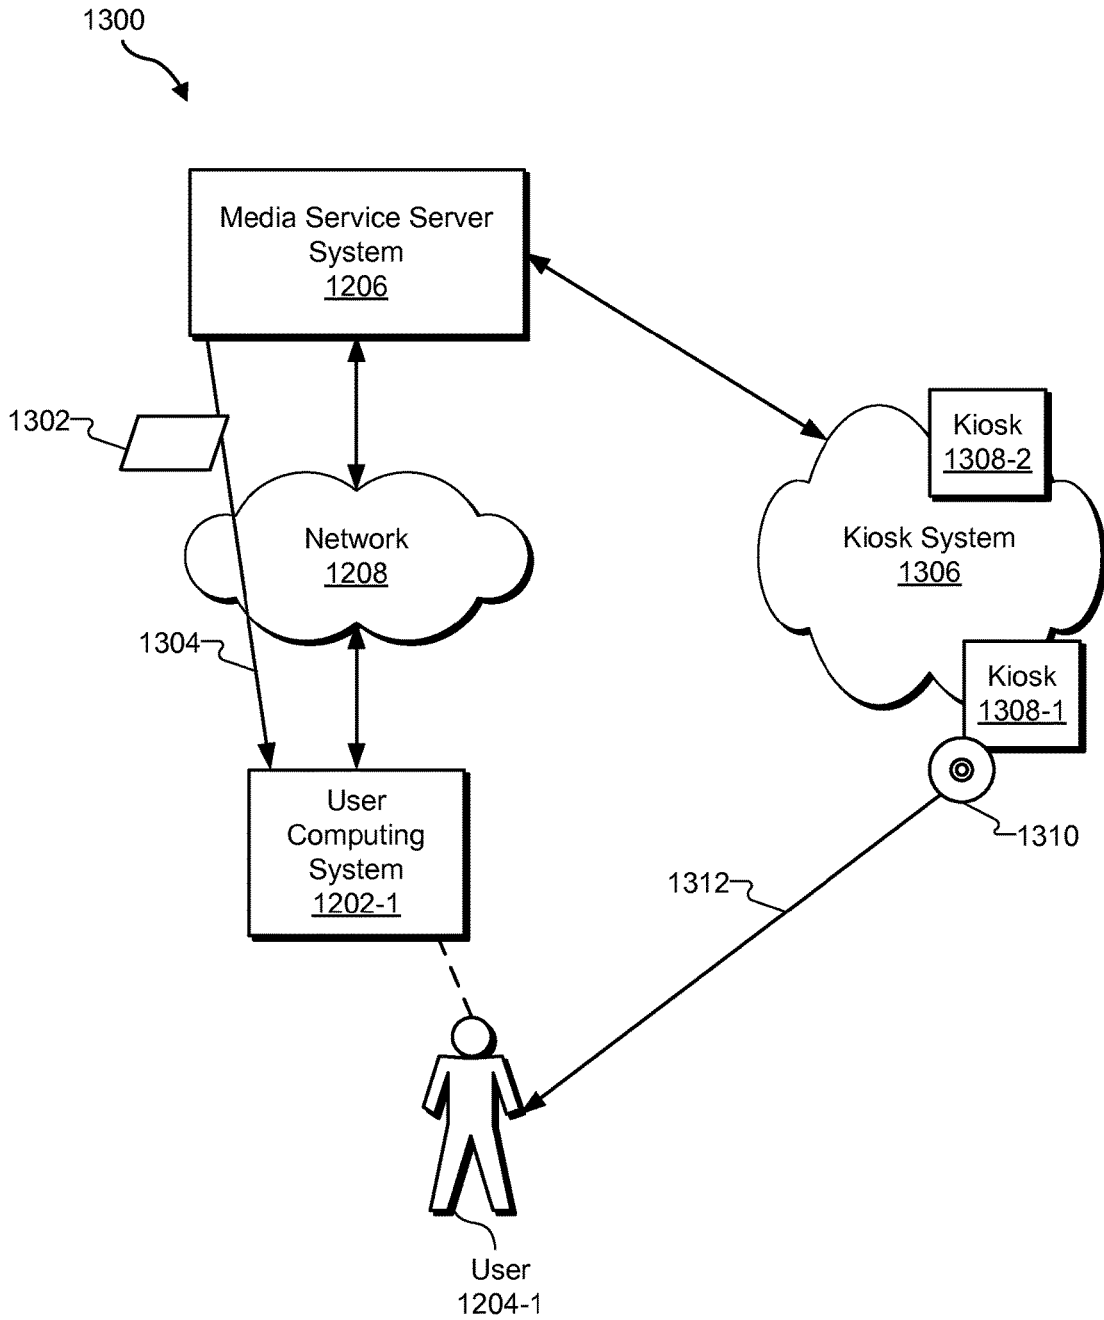 1300
Media Service Server
System
1206
1302
Kiosk
1308-2
Network
1208
Kiosk System
1306
1304
Kiosk
1308-1
User
Computing
System
1202-1
1310
1312
User
1204-1